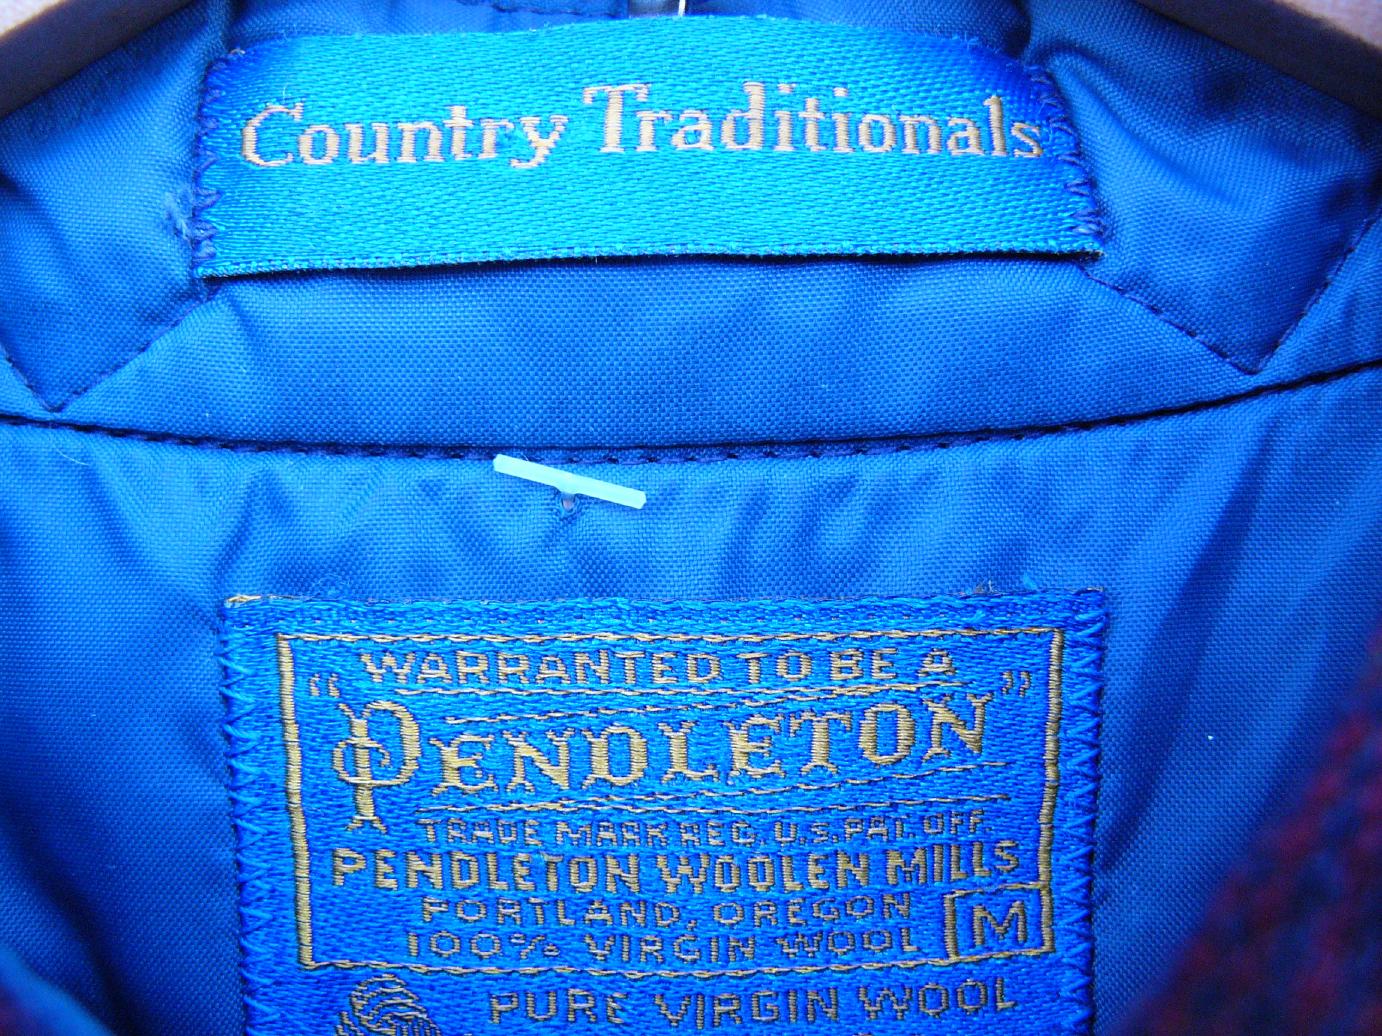 Country Traditionals
WARRANTED TO BE A
"PENDLETON"
TRADE MARK REG. U.S. PAT. OFF.
PENDLETON WOOLEN MILLS
PORTLAND, OREGON
100% VIRGIN WOOL
M
PURE VIRGIN WOOL